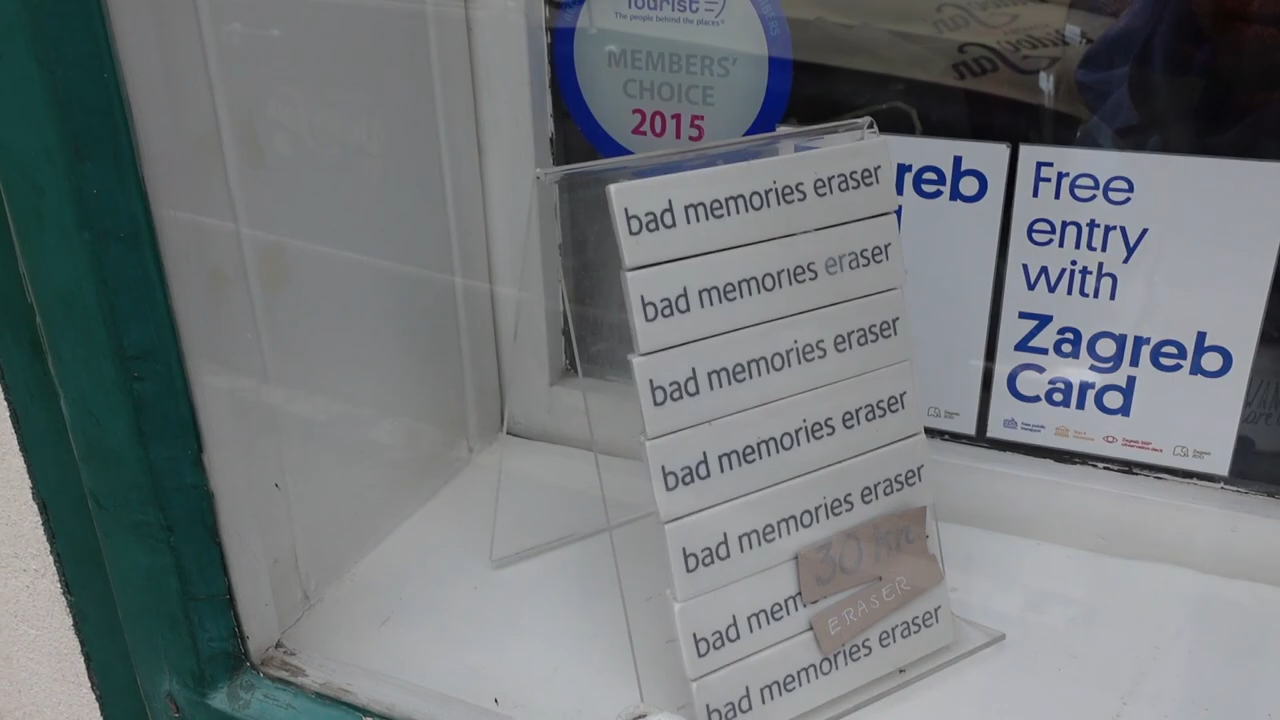 Tourist
The people behind the places
MEMBERS'
CHOICE
2015
bad memories eraser
bad memories eraser
bad memories eraser
bad memories eraser
bad memories eraser
30 kn
bad mem
ERASER
bad memories eraser
reb
Free
entry
with
Zagreb
Card